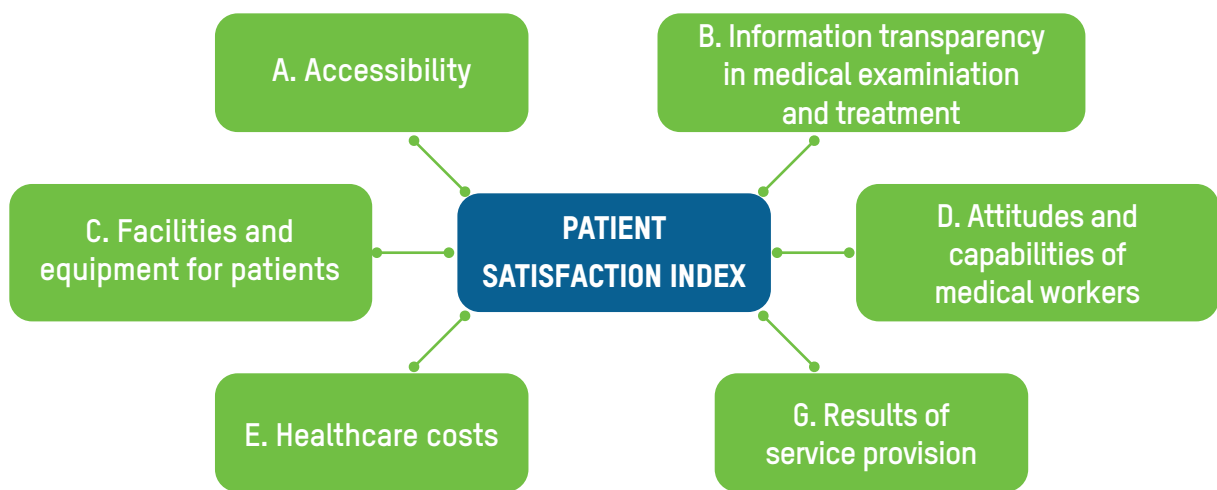 A. Accessibility
B. Information transparency
in medical examiniation
and treatment
C. Facilities and
equipment for patients
PATIENT
SATISFACTION INDEX
D. Attitudes and
capabilities of
medical workers
E. Healthcare costs
G. Results of
service provision